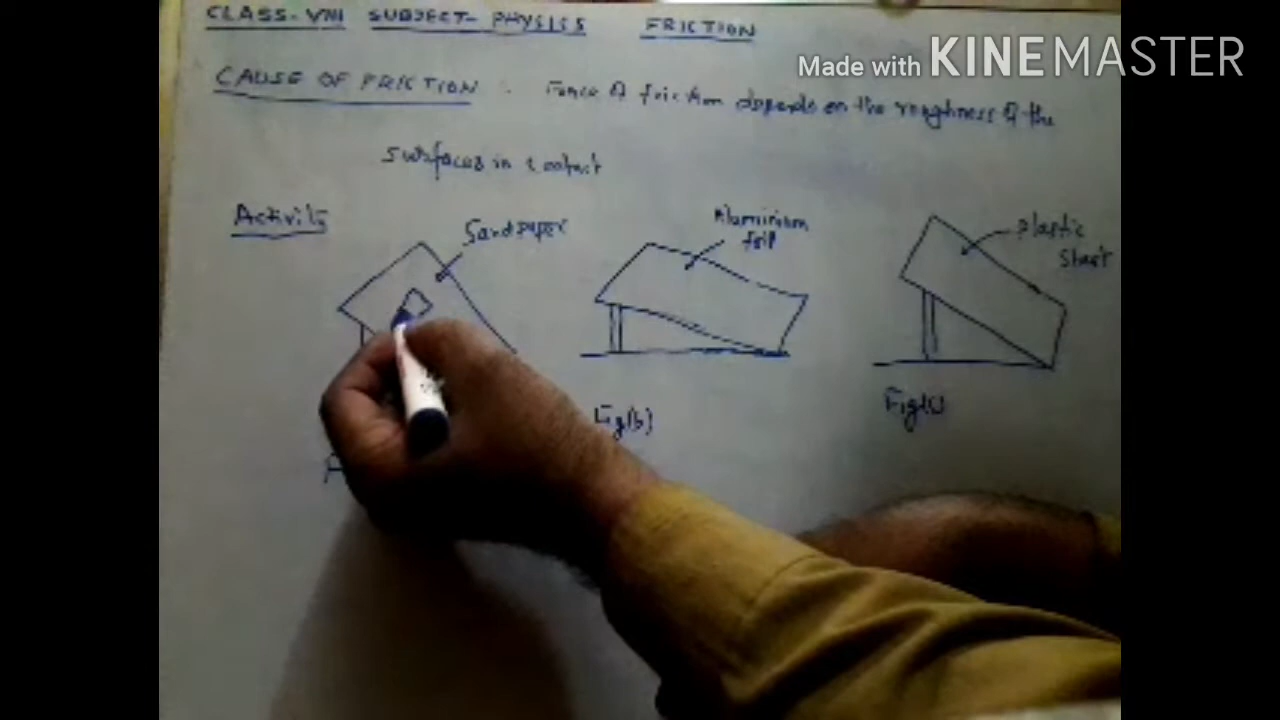 CLASS-VIII SUBJECT- PHYSICS FRICTION
Made with KINEMASTER
CAUSE OF FRICTION : Force of friction depends on the roughness of the
surfaces in contact
Activity
Sandpaper
Aluminium
foil
plastic
sheet
Fig(b)